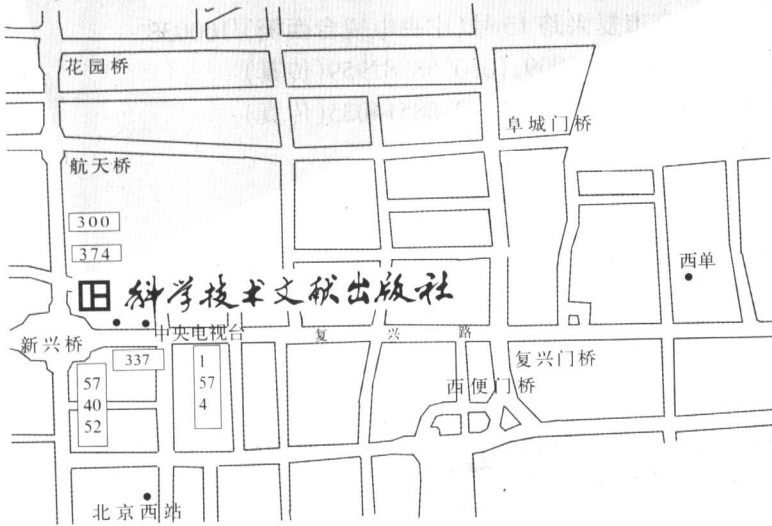 花园桥
阜城门桥
航天桥
300
374
西单
科学技术文献出版社
新兴桥
中央电视台
复兴路
337
1
57
4
复兴门桥
57
40
52
西便门桥
北京西站